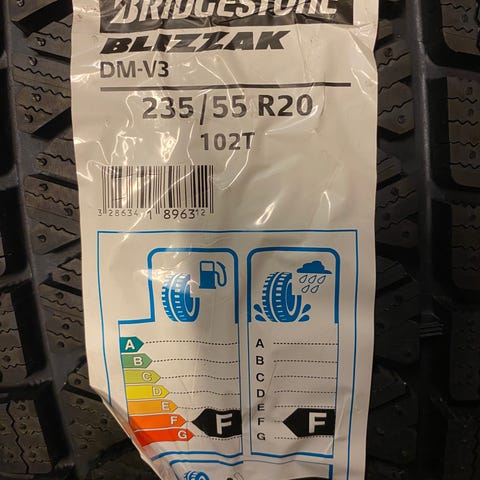 BRIDGESTONE
BLIZZAK
DM-V3
235/55 R20
102T
3 286341 896312
A
B
C
D
E
F
G
F
A
B
C
D
E
F
G
F